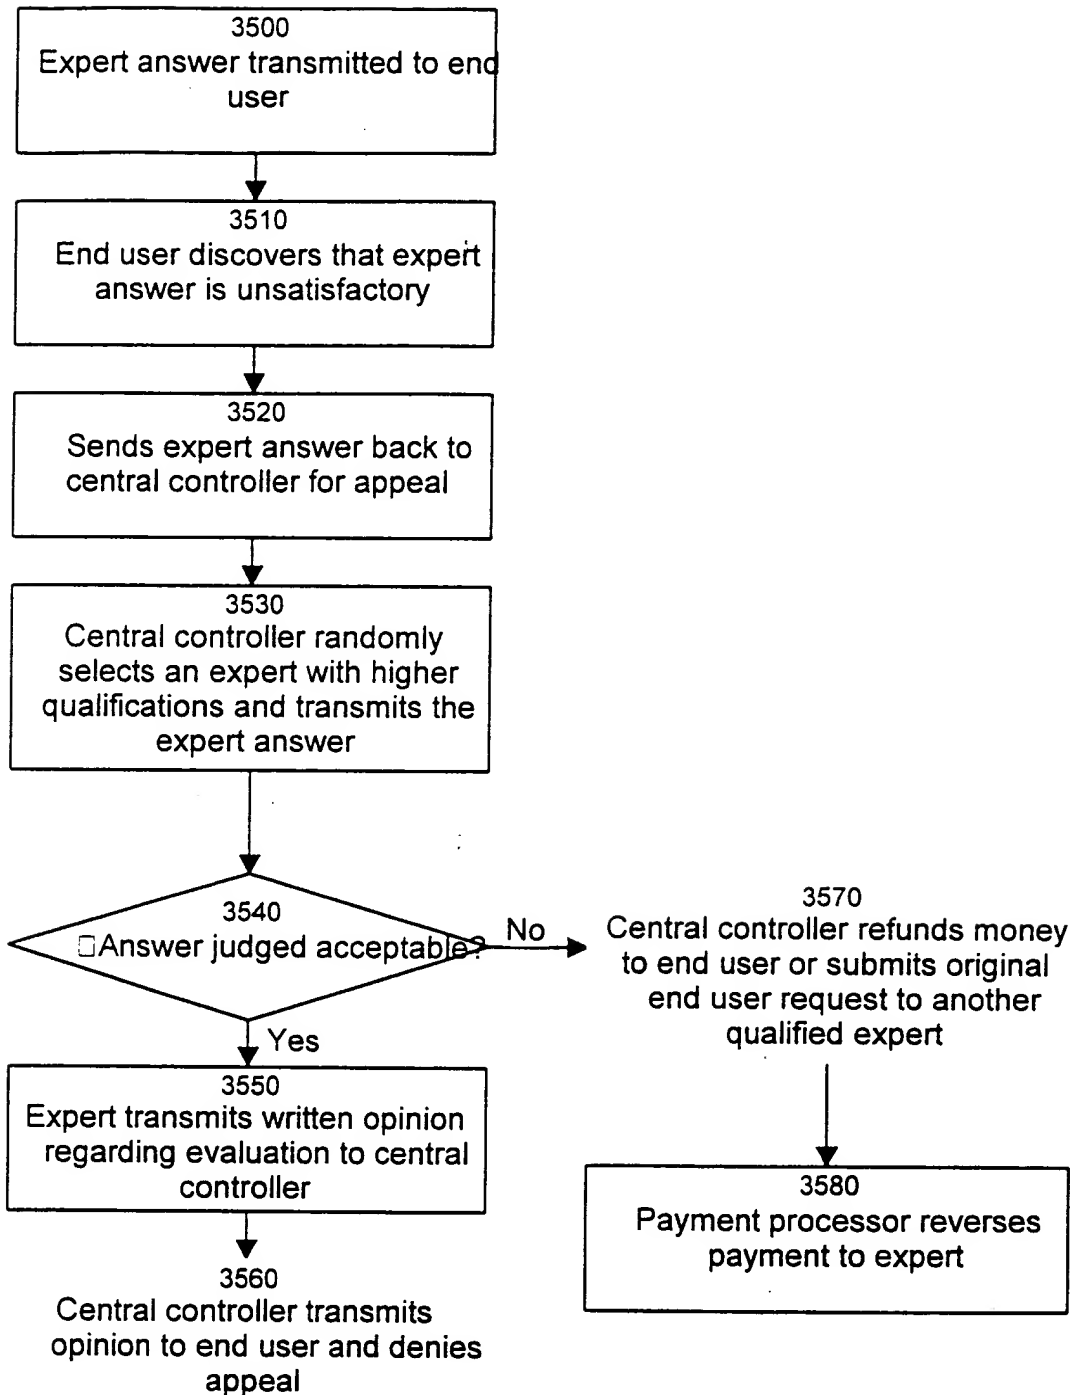 3500
Expert answer transmitted to end
user
3510
End user discovers that expert
answer is unsatisfactory
3520
Sends expert answer back to
central controller for appeal
3530
Central controller randomly
selects an expert with higher
qualifications and transmits the
expert answer
3540
Answer judged acceptable?
No
3570
Central controller refunds money
to end user or submits original
end user request to another
qualified expert
Yes
3550
Expert transmits written opinion
regarding evaluation to central
controller
3580
Payment processor reverses
payment to expert
3560
Central controller transmits
opinion to end user and denies
appeal